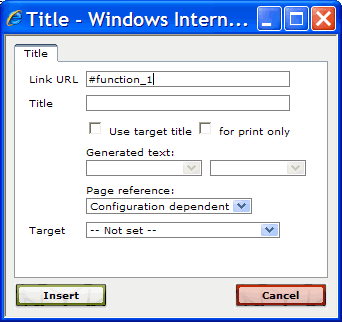 Title - Windows Intern...
Title
Link URL #function_1
Title
Use target title for print only
Generated text:
Page reference:
Configuration dependent
Target -- Not set --
Insert Cancel